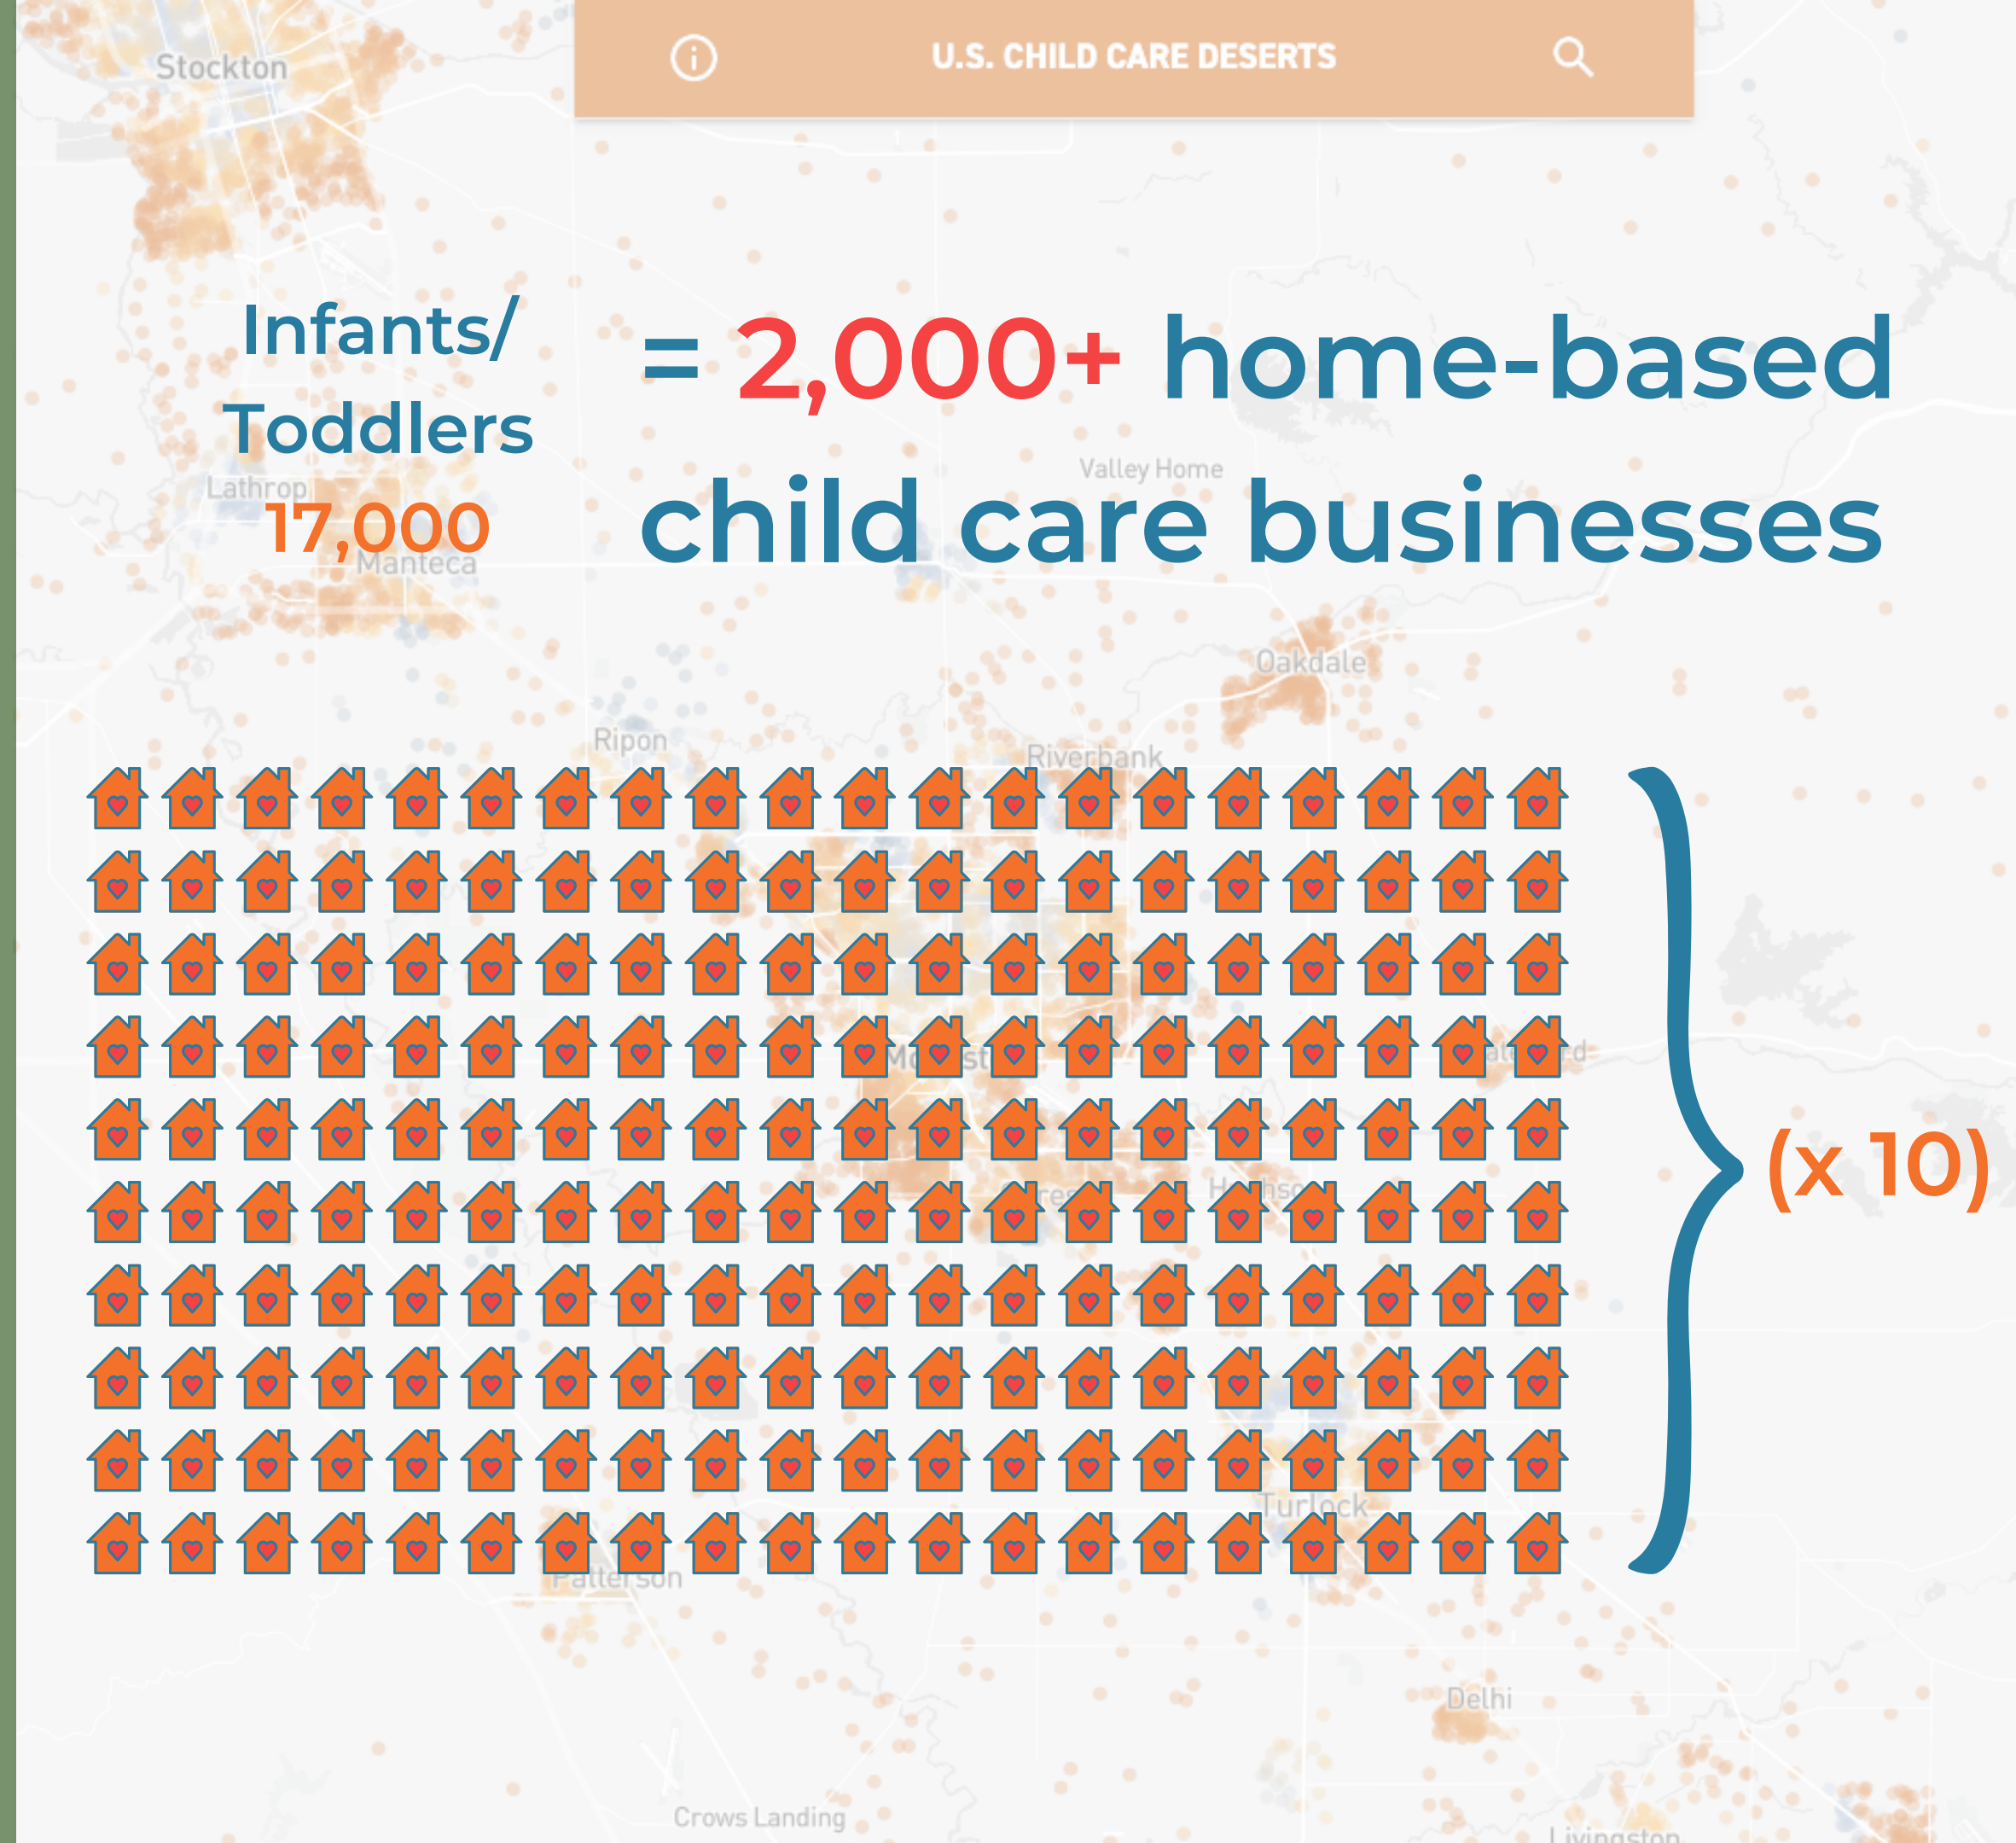 Stockton
U.S. CHILD CARE DESERTS
Infants/
Toddlers
17,000
= 2,000+ home-based
child care businesses
Valley Home
Lathrop
Manteca
Oakdale
Ripon
Riverbank
(x 10)
Turlock
Patterson
Delhi
Crows Landing
Livingston